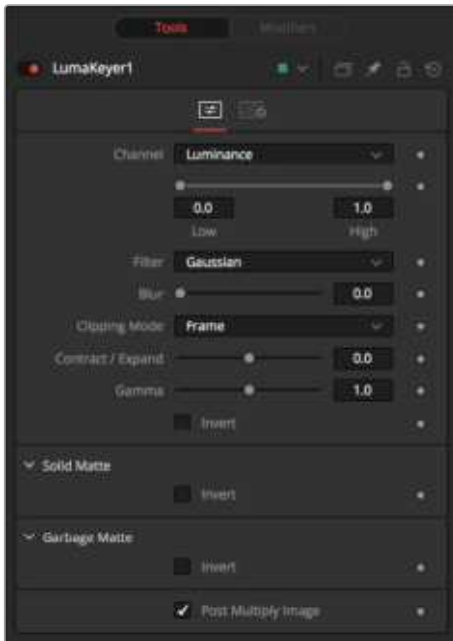 Tools Modifiers
LumaKeyer1
Channel Luminance
0.0 1.0
Low High
Filter Gaussian
Blur 0.0
Clipping Mode Frame
Contract / Expand 0.0
Gamma 1.0
Invert
Solid Matte
Invert
Garbage Matte
Invert
Post Multiply Image